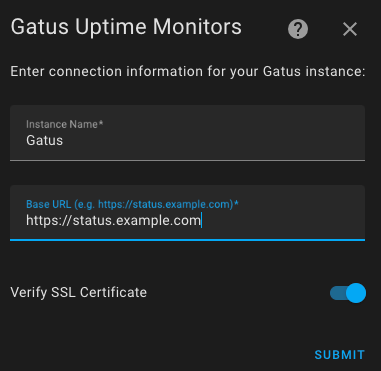 Gatus Uptime Monitors
Enter connection information for your Gatus instance:
Instance Name*
Gatus
Base URL (e.g. https://status.example.com)*
https://status.example.com
Verify SSL Certificate
SUBMIT